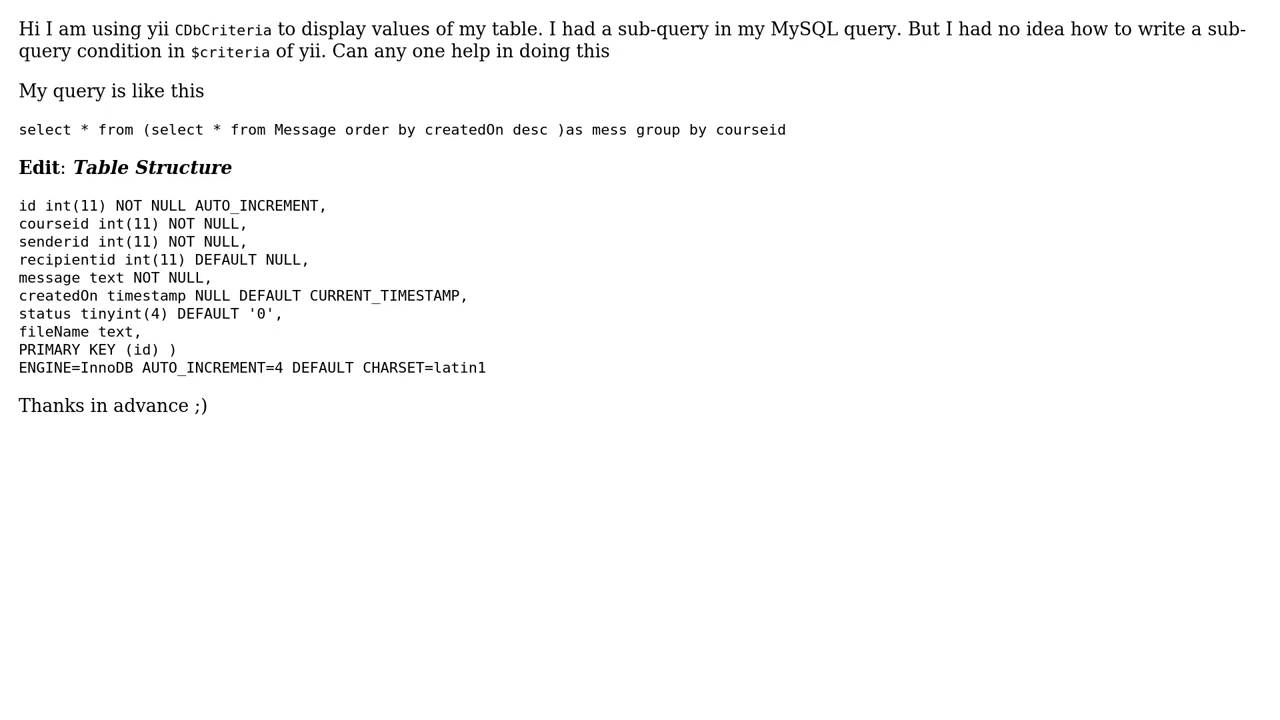 Hi I am using yii CDbCriteria to display values of my table. I had a sub-query in my MySQL query. But I had no idea how to write a sub-
query condition in $criteria of yii. Can any one help in doing this
My query is like this
select * from (select * from Message order by createdOn desc )as mess group by courseid
Edit: Table Structure
id int(11) NOT NULL AUTO_INCREMENT,
courseid int(11) NOT NULL,
senderid int(11) NOT NULL,
recipientid int(11) DEFAULT NULL,
message text NOT NULL,
createdOn timestamp NULL DEFAULT CURRENT_TIMESTAMP,
status tinyint(4) DEFAULT '0',
fileName text,
PRIMARY KEY (id) )
ENGINE=InnoDB AUTO_INCREMENT=4 DEFAULT CHARSET=latin1
Thanks in advance ;)